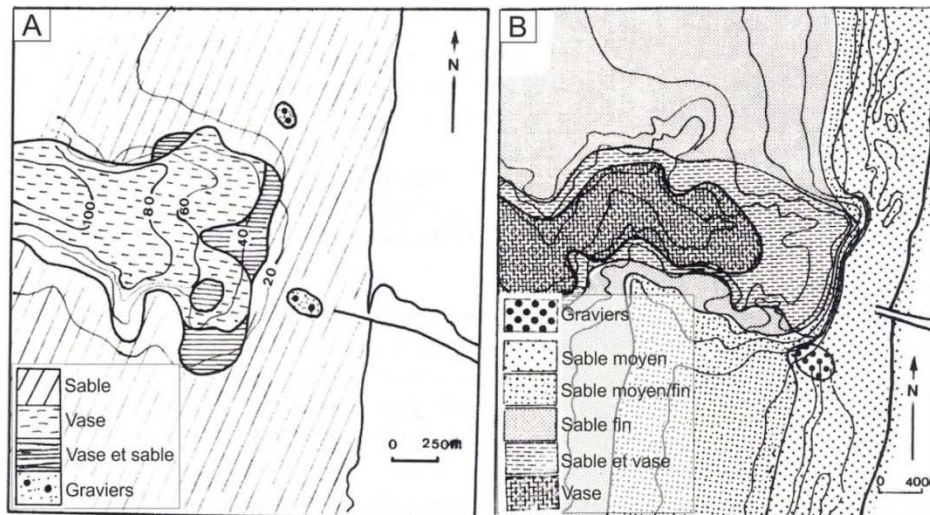 A
N
100
80
60
40
20
Sable
Vase
Vase et sable
Graviers
0 250m
B
Graviers
Sable moyen
Sable moyen/fin
Sable fin
Sable et vase
Vase
N
0 400